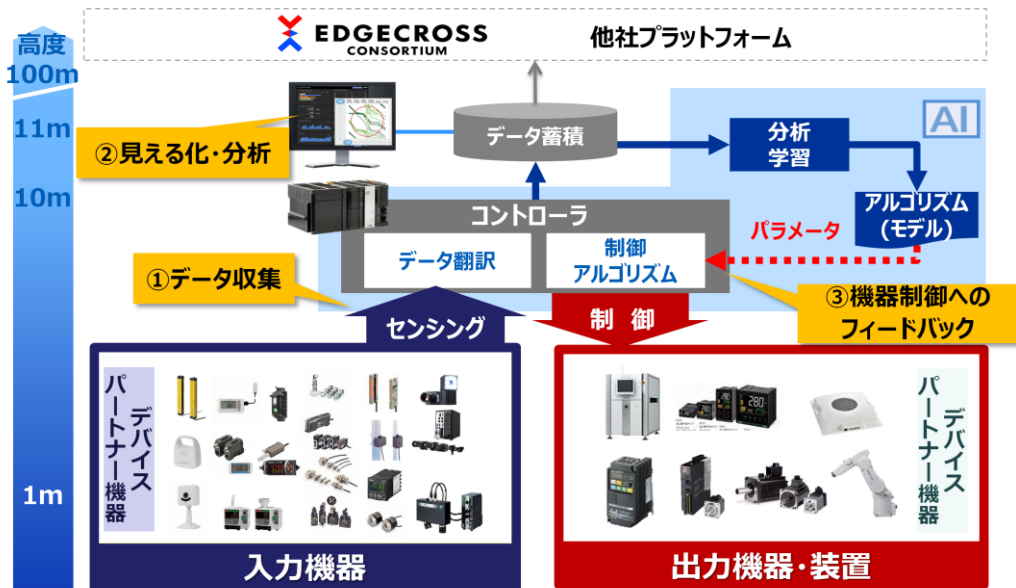 EDGECROSS
CONSORTIUM
他社プラットフォーム
高度
100m
11m
10m
1m
②見える化・分析
データ蓄積
分析
学習
AI
アルゴリズム
(モデル)
パラメータ
コントローラ
データ翻訳
制御
アルゴリズム
①データ収集
③機器制御への
フィードバック
センシング
制 御
デバイス
パートナー機器
デバイス
パートナー機器
入力機器
出力機器・装置